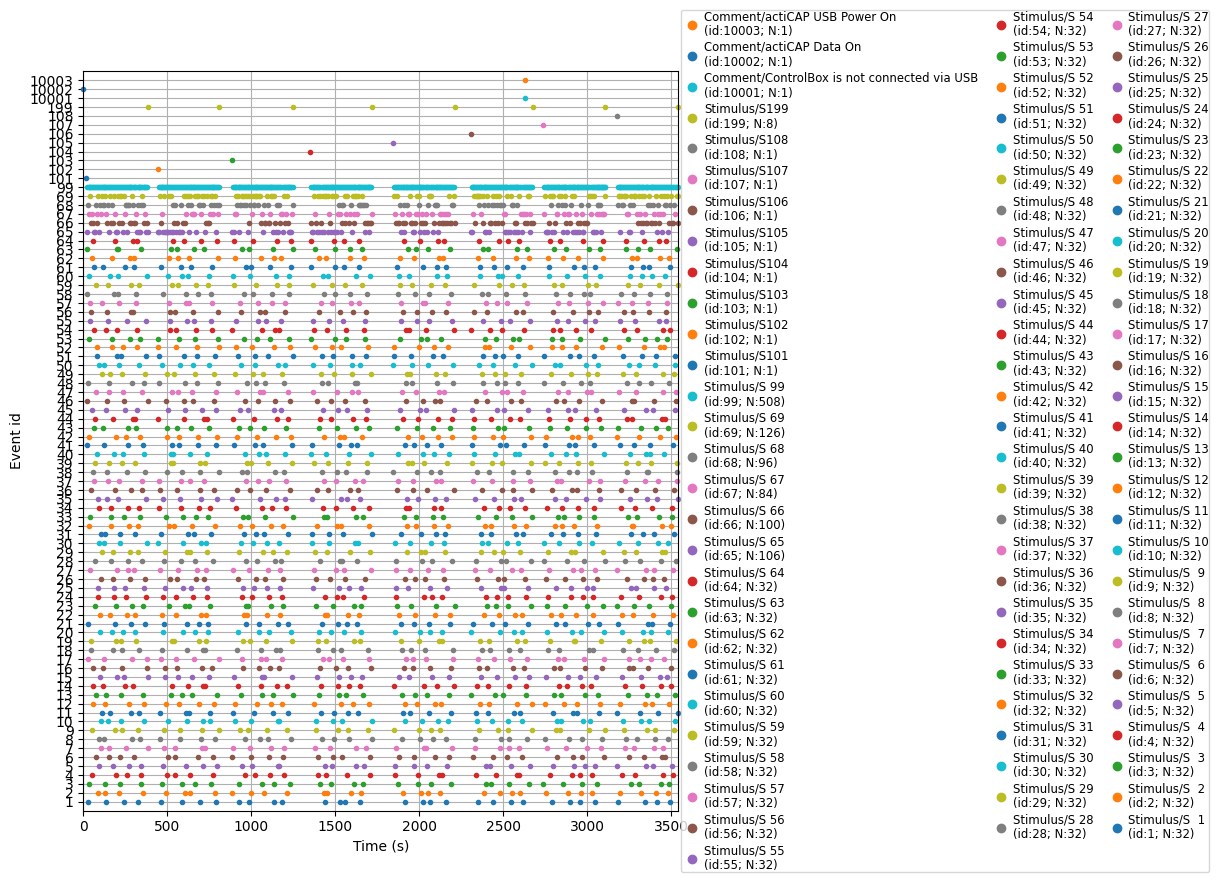 Event id
10003
10002
10001
199
108
107
106
105
104
103
102
101
99
69
68
67
66
65
64
63
62
61
60
59
58
57
56
55
54
53
52
51
50
49
48
47
46
45
44
43
42
41
40
39
38
37
36
35
34
33
32
31
30
29
28
27
26
25
24
23
22
21
20
19
18
17
16
15
14
13
12
11
10
9
8
7
6
5
4
3
2
1
0 500 1000 1500 2000 2500 3000 3500
Time (s)
Comment/actiCAP USB Power On
(id:10003; N:1)
Comment/actiCAP Data On
(id:10002; N:1)
Comment/ControlBox is not connected via USB
(id:10001; N:1)
Stimulus/S199
(id:199; N:8)
Stimulus/S108
(id:108; N:1)
Stimulus/S107
(id:107; N:1)
Stimulus/S106
(id:106; N:1)
Stimulus/S105
(id:105; N:1)
Stimulus/S104
(id:104; N:1)
Stimulus/S103
(id:103; N:1)
Stimulus/S102
(id:102; N:1)
Stimulus/S101
(id:101; N:1)
Stimulus/S 99
(id:99; N:508)
Stimulus/S 69
(id:69; N:126)
Stimulus/S 68
(id:68; N:96)
Stimulus/S 67
(id:67; N:84)
Stimulus/S 66
(id:66; N:100)
Stimulus/S 65
(id:65; N:106)
Stimulus/S 64
(id:64; N:32)
Stimulus/S 63
(id:63; N:32)
Stimulus/S 62
(id:62; N:32)
Stimulus/S 61
(id:61; N:32)
Stimulus/S 60
(id:60; N:32)
Stimulus/S 59
(id:59; N:32)
Stimulus/S 58
(id:58; N:32)
Stimulus/S 57
(id:57; N:32)
Stimulus/S 56
(id:56; N:32)
Stimulus/S 55
(id:55; N:32)
Stimulus/S 54
(id:54; N:32)
Stimulus/S 53
(id:53; N:32)
Stimulus/S 52
(id:52; N:32)
Stimulus/S 51
(id:51; N:32)
Stimulus/S 50
(id:50; N:32)
Stimulus/S 49
(id:49; N:32)
Stimulus/S 48
(id:48; N:32)
Stimulus/S 47
(id:47; N:32)
Stimulus/S 46
(id:46; N:32)
Stimulus/S 45
(id:45; N:32)
Stimulus/S 44
(id:44; N:32)
Stimulus/S 43
(id:43; N:32)
Stimulus/S 42
(id:42; N:32)
Stimulus/S 41
(id:41; N:32)
Stimulus/S 40
(id:40; N:32)
Stimulus/S 39
(id:39; N:32)
Stimulus/S 38
(id:38; N:32)
Stimulus/S 37
(id:37; N:32)
Stimulus/S 36
(id:36; N:32)
Stimulus/S 35
(id:35; N:32)
Stimulus/S 34
(id:34; N:32)
Stimulus/S 33
(id:33; N:32)
Stimulus/S 32
(id:32; N:32)
Stimulus/S 31
(id:31; N:32)
Stimulus/S 30
(id:30; N:32)
Stimulus/S 29
(id:29; N:32)
Stimulus/S 28
(id:28; N:32)
Stimulus/S 27
(id:27; N:32)
Stimulus/S 26
(id:26; N:32)
Stimulus/S 25
(id:25; N:32)
Stimulus/S 24
(id:24; N:32)
Stimulus/S 23
(id:23; N:32)
Stimulus/S 22
(id:22; N:32)
Stimulus/S 21
(id:21; N:32)
Stimulus/S 20
(id:20; N:32)
Stimulus/S 19
(id:19; N:32)
Stimulus/S 18
(id:18; N:32)
Stimulus/S 17
(id:17; N:32)
Stimulus/S 16
(id:16; N:32)
Stimulus/S 15
(id:15; N:32)
Stimulus/S 14
(id:14; N:32)
Stimulus/S 13
(id:13; N:32)
Stimulus/S 12
(id:12; N:32)
Stimulus/S 11
(id:11; N:32)
Stimulus/S 10
(id:10; N:32)
Stimulus/S  9
(id:9; N:32)
Stimulus/S  8
(id:8; N:32)
Stimulus/S  7
(id:7; N:32)
Stimulus/S  6
(id:6; N:32)
Stimulus/S  5
(id:5; N:32)
Stimulus/S  4
(id:4; N:32)
Stimulus/S  3
(id:3; N:32)
Stimulus/S  2
(id:2; N:32)
Stimulus/S  1
(id:1; N:32)